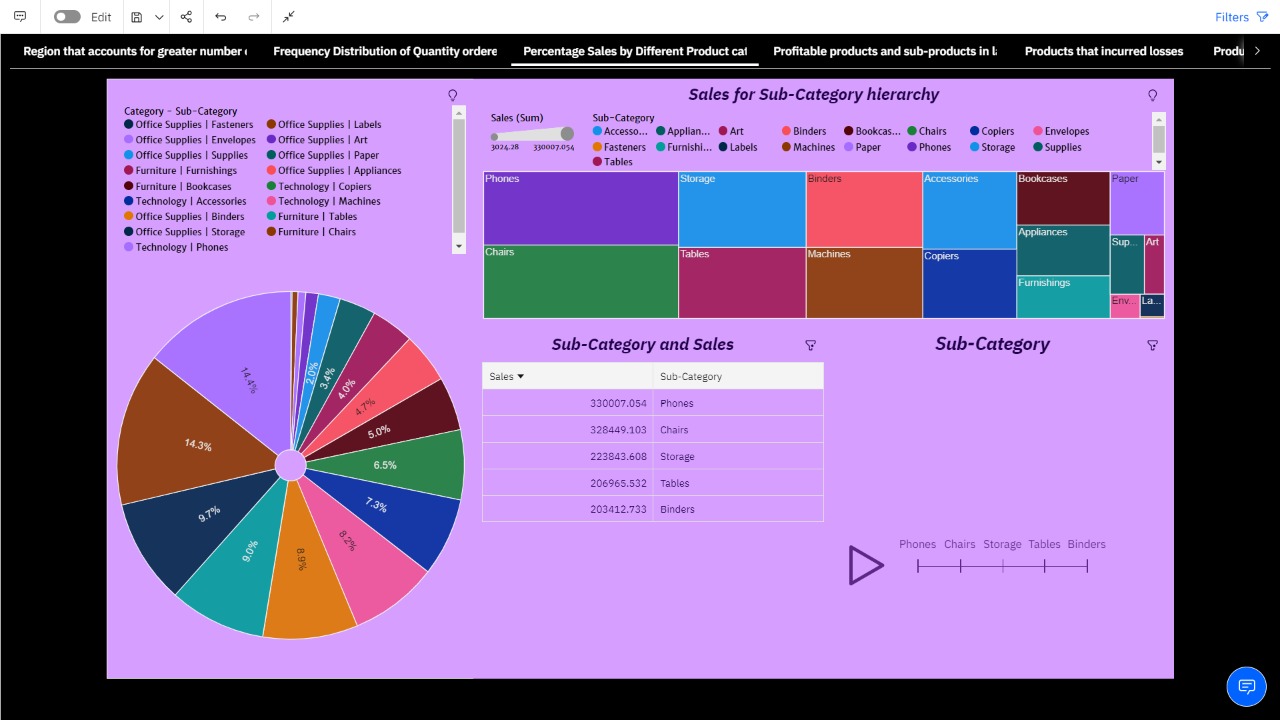 Edit
Filters
Region that accounts for greater number
Frequency Distribution of Quantity ordere
Percentage Sales by Different Product cat
Profitable products and sub-products in l
Products that incurred losses
Produ
Category - Sub-Category
Office Supplies | Fasteners
Office Supplies | Labels
Office Supplies | Envelopes
Office Supplies | Art
Office Supplies | Supplies
Office Supplies | Paper
Furniture | Furnishings
Office Supplies | Appliances
Furniture | Bookcases
Technology | Copiers
Technology | Accessories
Technology | Machines
Office Supplies | Binders
Furniture | Tables
Office Supplies | Storage
Furniture | Chairs
Technology | Phones
14.4%
14.3%
9.7%
9.0%
8.9%
8.2%
7.3%
6.5%
5.0%
4.7%
4.0%
3.4%
2.0%
Sales for Sub-Category hierarchy
Sales (Sum)
3024.28 330007.054
Sub-Category
Accesso... Applian... Art Binders Bookcas... Chairs Copiers Envelopes
Fasteners Furnishi... Labels Machines Paper Phones Storage Supplies
Tables
Phones
Storage
Binders
Accessories
Bookcases
Paper
Appliances
Sup...
Art
Chairs
Tables
Machines
Copiers
Furnishings
Env...
La...
Sub-Category and Sales
Sales Sub-Category
330007.054 Phones
328449.103 Chairs
223843.608 Storage
206965.532 Tables
203412.733 Binders
Sub-Category
Phones Chairs Storage Tables Binders